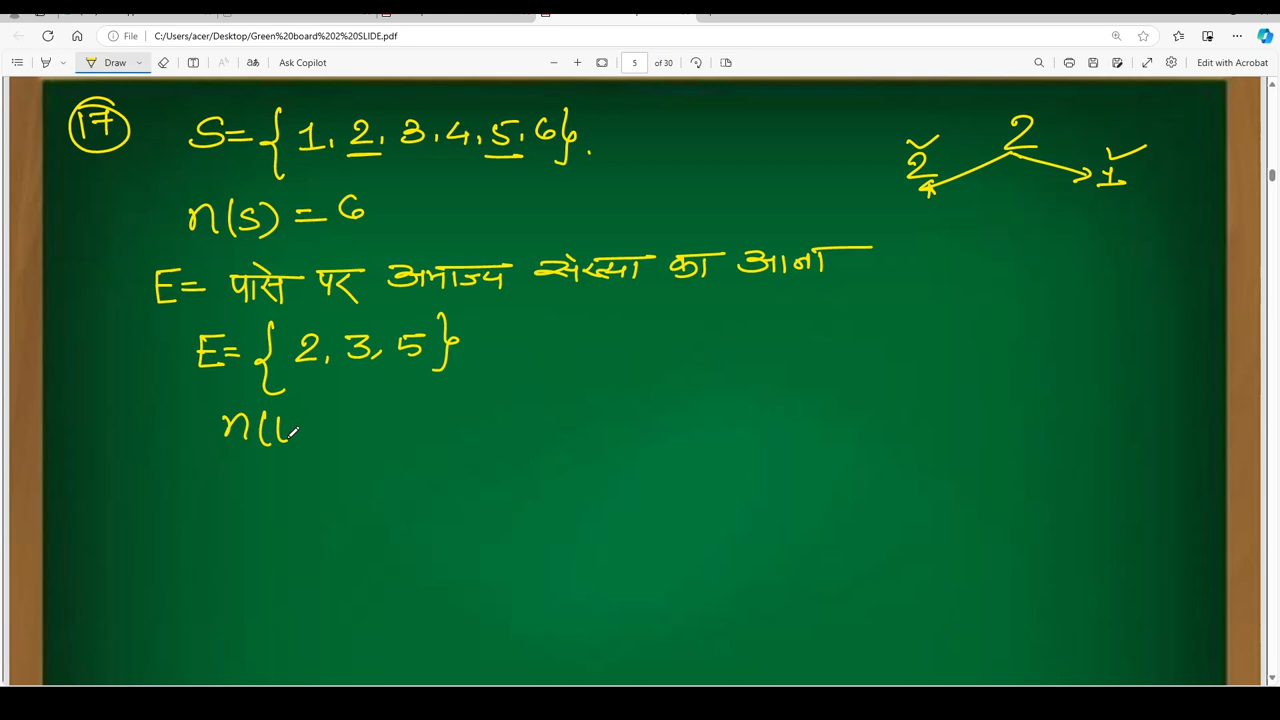 File C:/Users/acer/Desktop/Green%20board%202%20SLIDE.pdf
Draw Ask Copilot 5 of 30 Edit with Acrobat
17 S= { 1, 2, 3, 4, 5, 6}.
2
2 1
n(S) = 6
E= पासे पर अभाज्य संख्या का आना
E= { 2, 3, 5}
n(